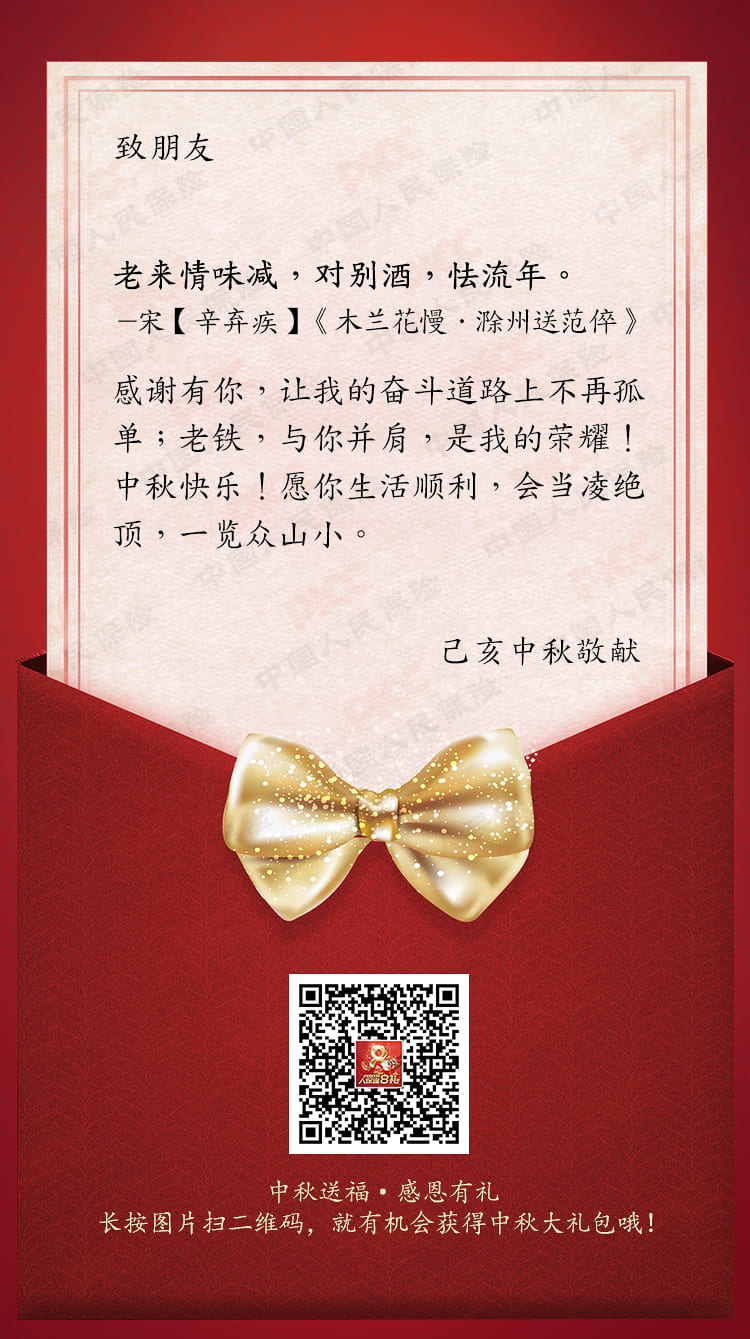 致朋友
老来情味减，对别酒，怯流年。
—宋【辛弃疾】《木兰花慢·滁州送范倅》
感谢有你，让我的奋斗道路上不再孤
单；老铁，与你并肩，是我的荣耀！
中秋快乐！愿你生活顺利，会当凌绝
顶，一览众山小。
己亥中秋敬献
中秋送福·感恩有礼
长按图片扫二维码，就有机会获得中秋大礼包哦！